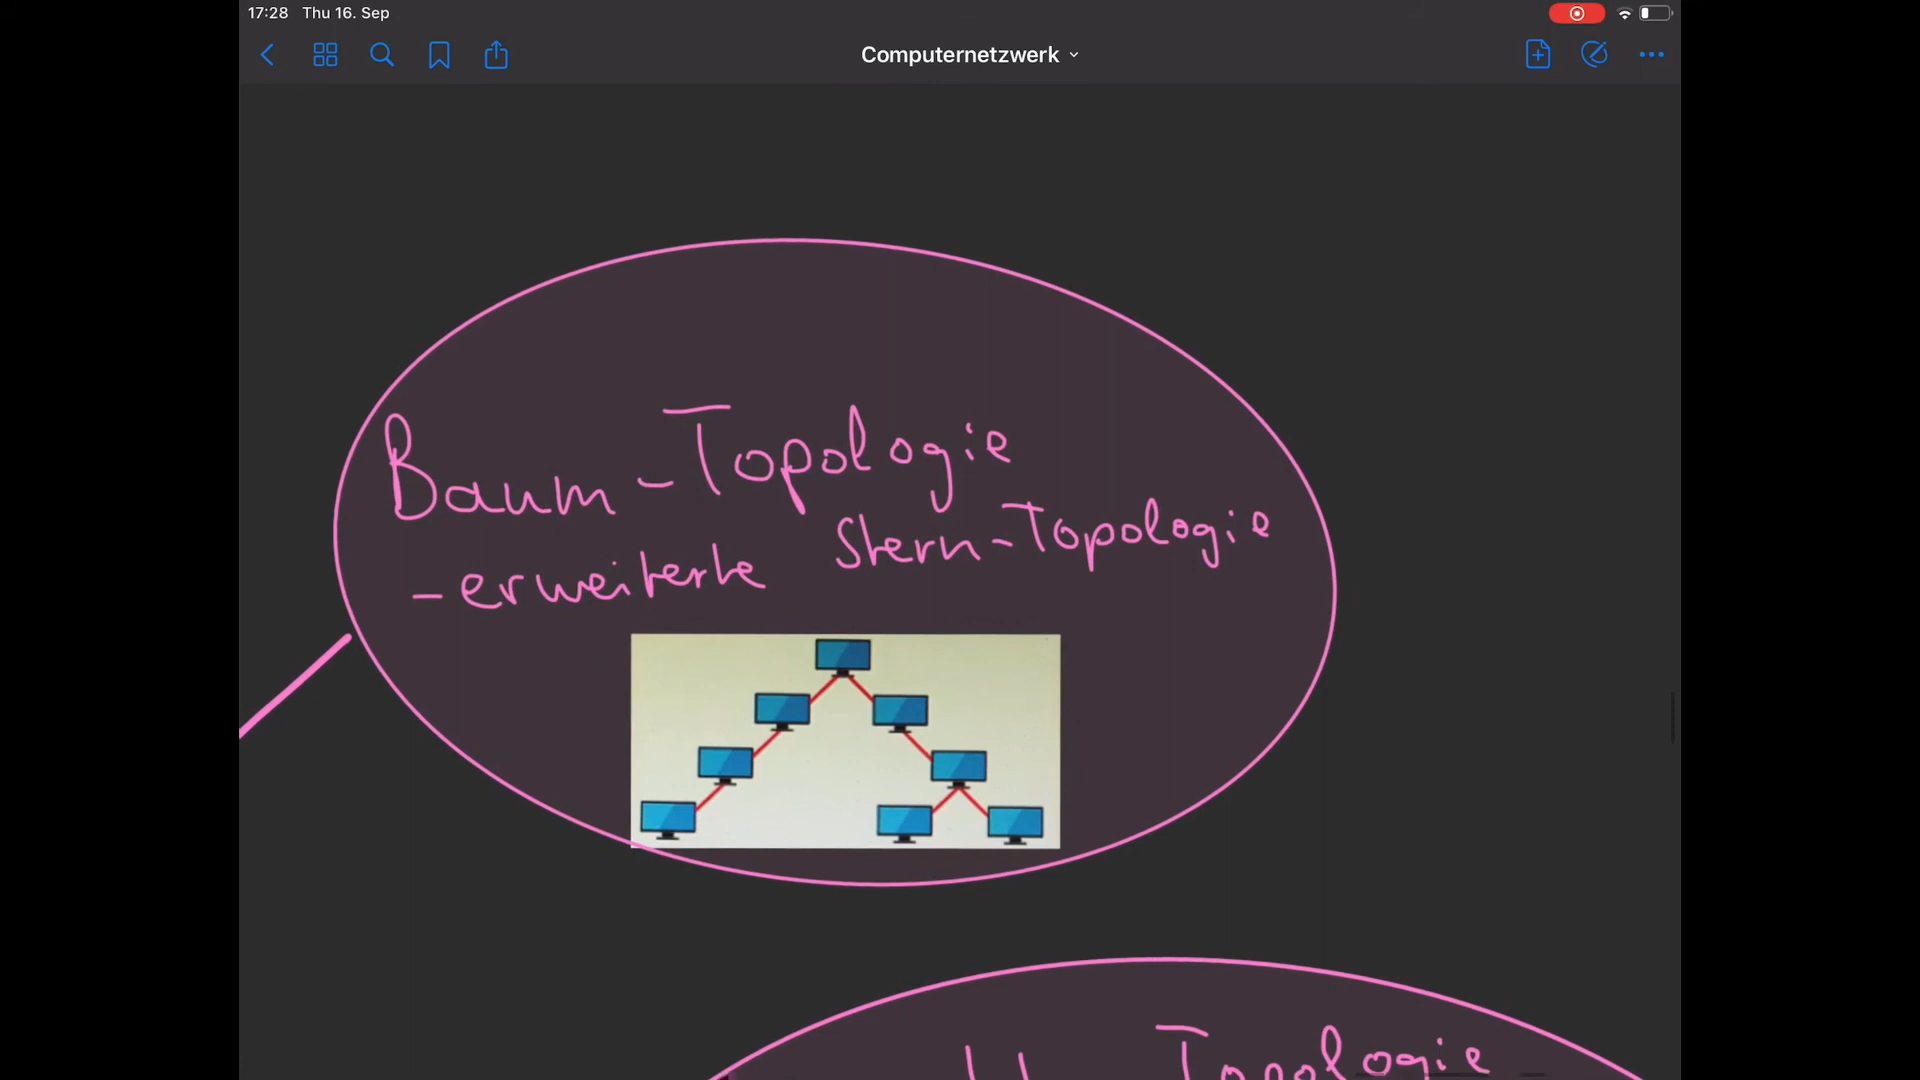 17:28 Thu 16. Sep
Computernetzwerk
Baum-Topologie
-erweiterte Stern-Topologie
Topologie